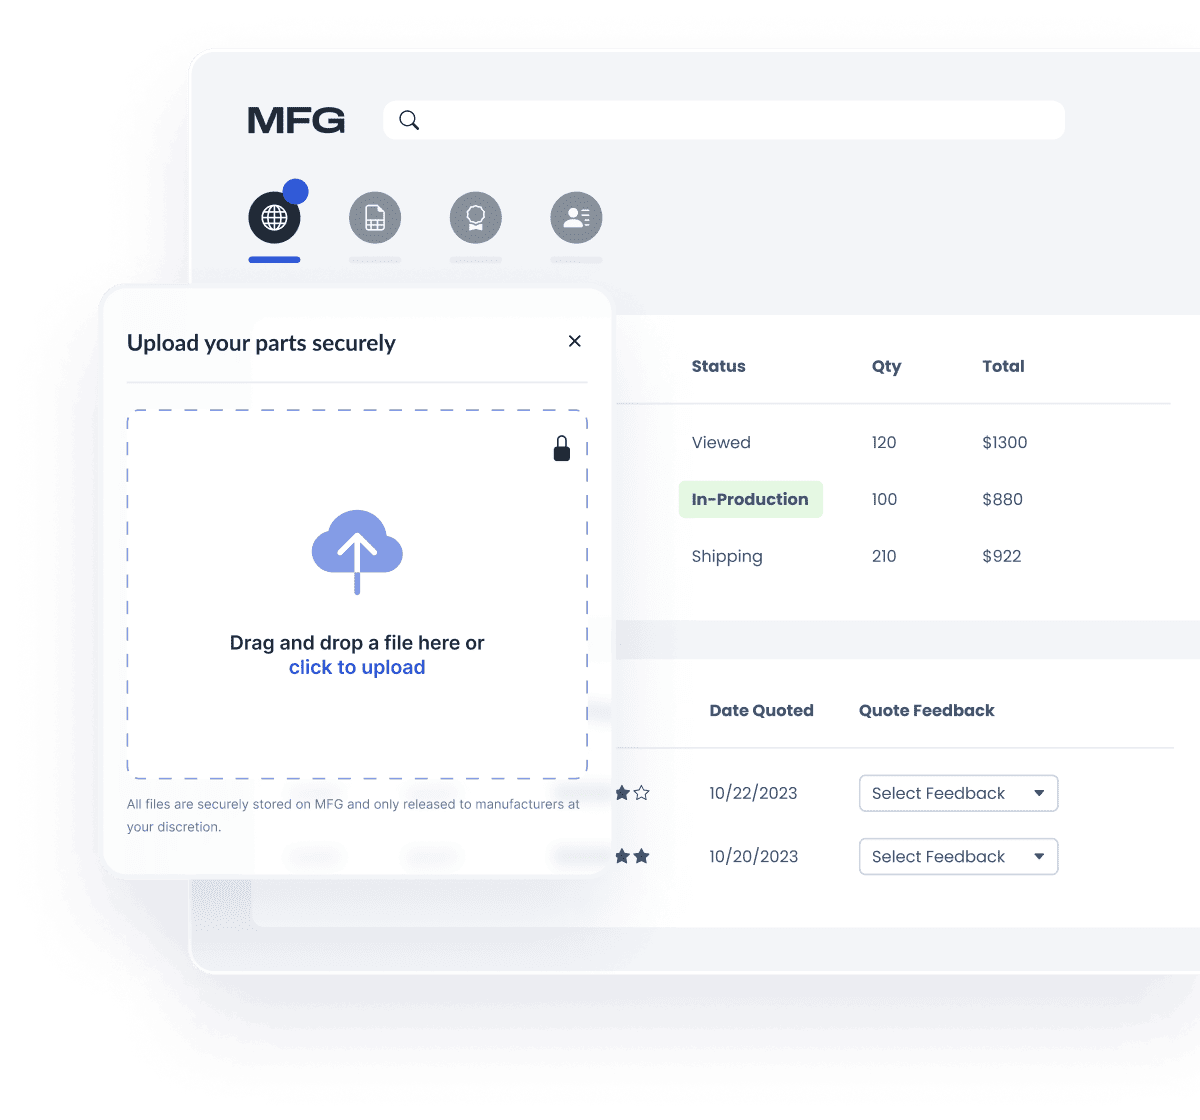 MFG
Upload your parts securely
Drag and drop a file here or
click to upload
All files are securely stored on MFG and only released to manufacturers at
your discretion.
Status Qty Total
Viewed 120 $1300
In-Production 100 $880
Shipping 210 $922
Date Quoted Quote Feedback
10/22/2023 Select Feedback
10/20/2023 Select Feedback